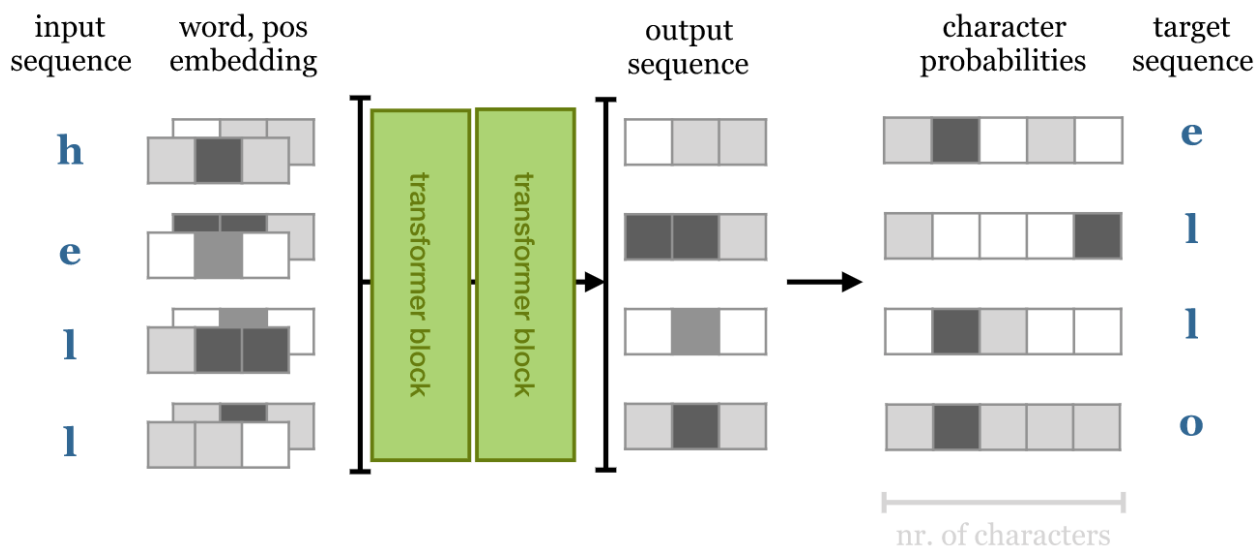 input
sequence
word, pos
embedding
output
sequence
character
probabilities
target
sequence
h
e
l
l
transformer block
transformer block
e
l
l
o
nr. of characters